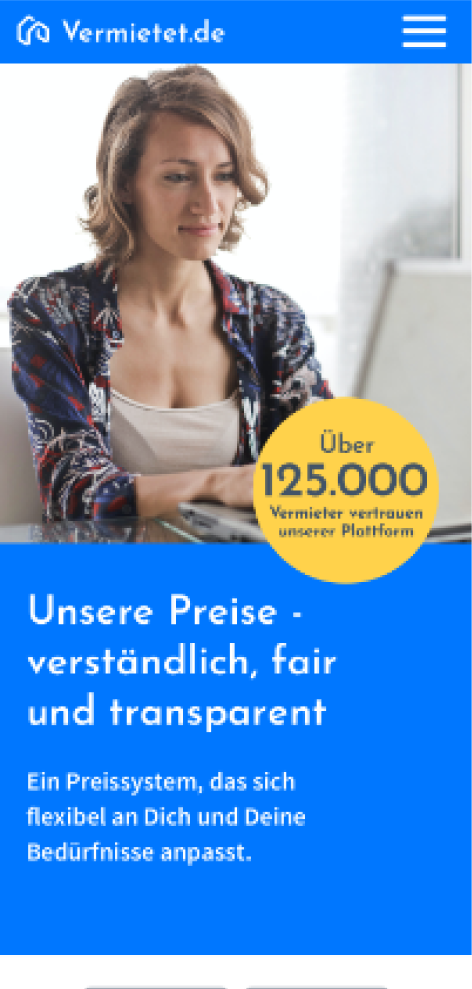 Vermietet.de
Über
125.000
Vermieter vertrauen
unserer Plattform
Unsere Preise -
verständlich, fair
und transparent
Ein Preissystem, das sich
flexibel an Dich und Deine
Bedürfnisse anpasst.